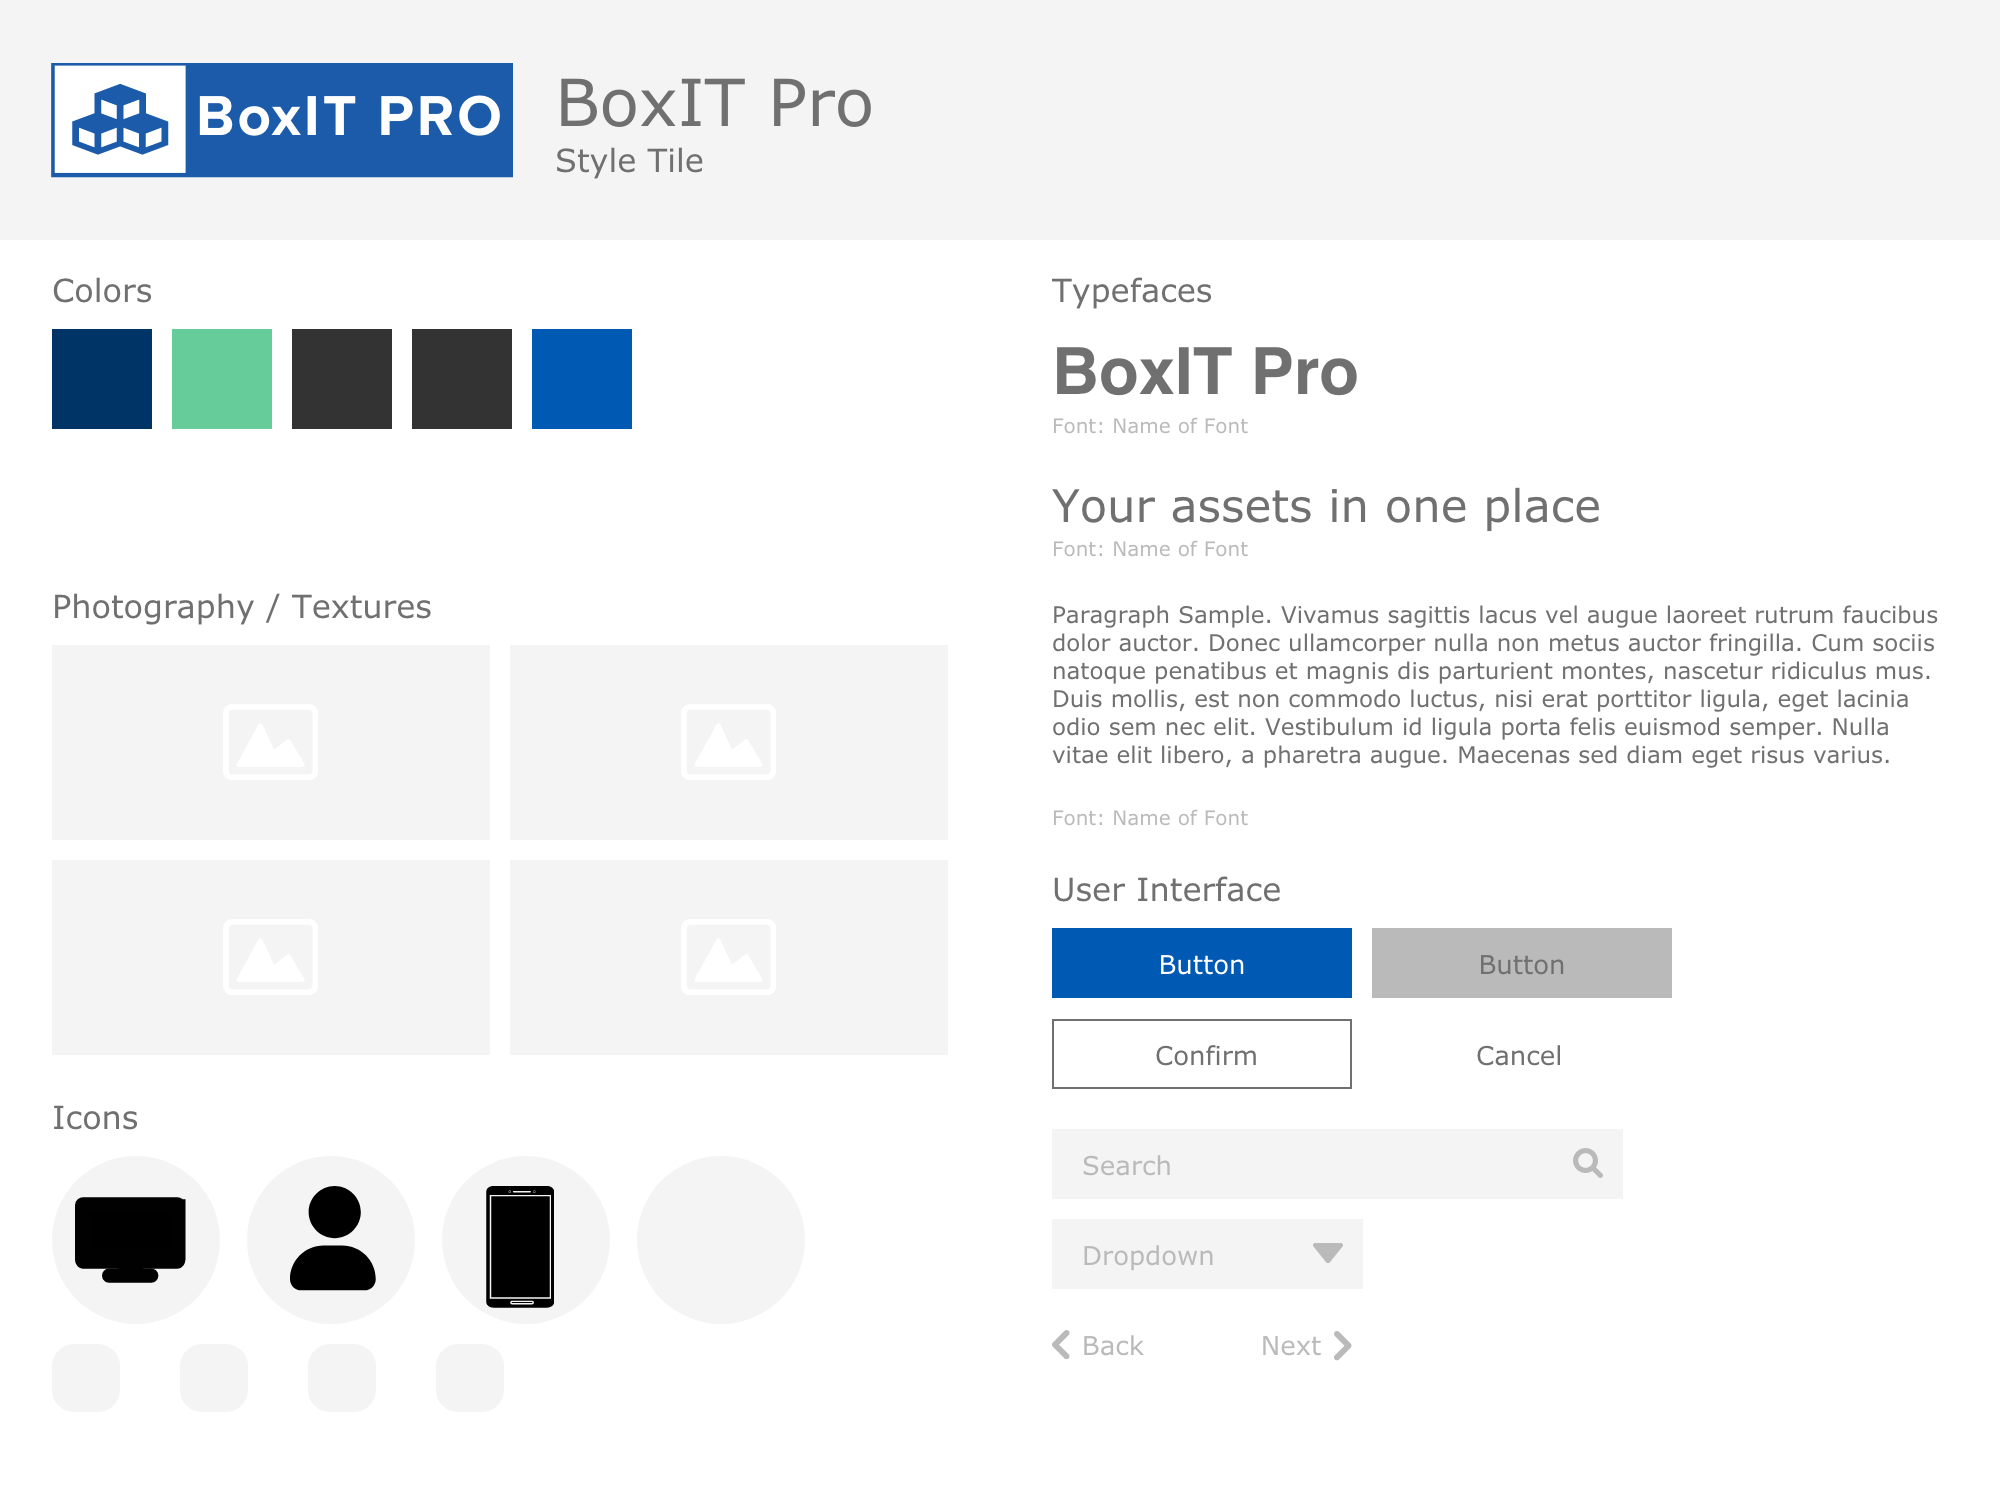 BoxIT PRO
BoxIT Pro
Style Tile
Colors
Photography / Textures
Icons
Typefaces
BoxIT Pro
Font: Name of Font
Your assets in one place
Font: Name of Font
Paragraph Sample. Vivamus sagittis lacus vel augue laoreet rutrum faucibus
dolor auctor. Donec ullamcorper nulla non metus auctor fringilla. Cum sociis
natoque penatibus et magnis dis parturient montes, nascetur ridiculus mus.
Duis mollis, est non commodo luctus, nisi erat porttitor ligula, eget lacinia
odio sem nec elit. Vestibulum id ligula porta felis euismod semper. Nulla
vitae elit libero, a pharetra augue. Maecenas sed diam eget risus varius.
Font: Name of Font
User Interface
Button
Button
Confirm
Cancel
Search
Dropdown
Back
Next